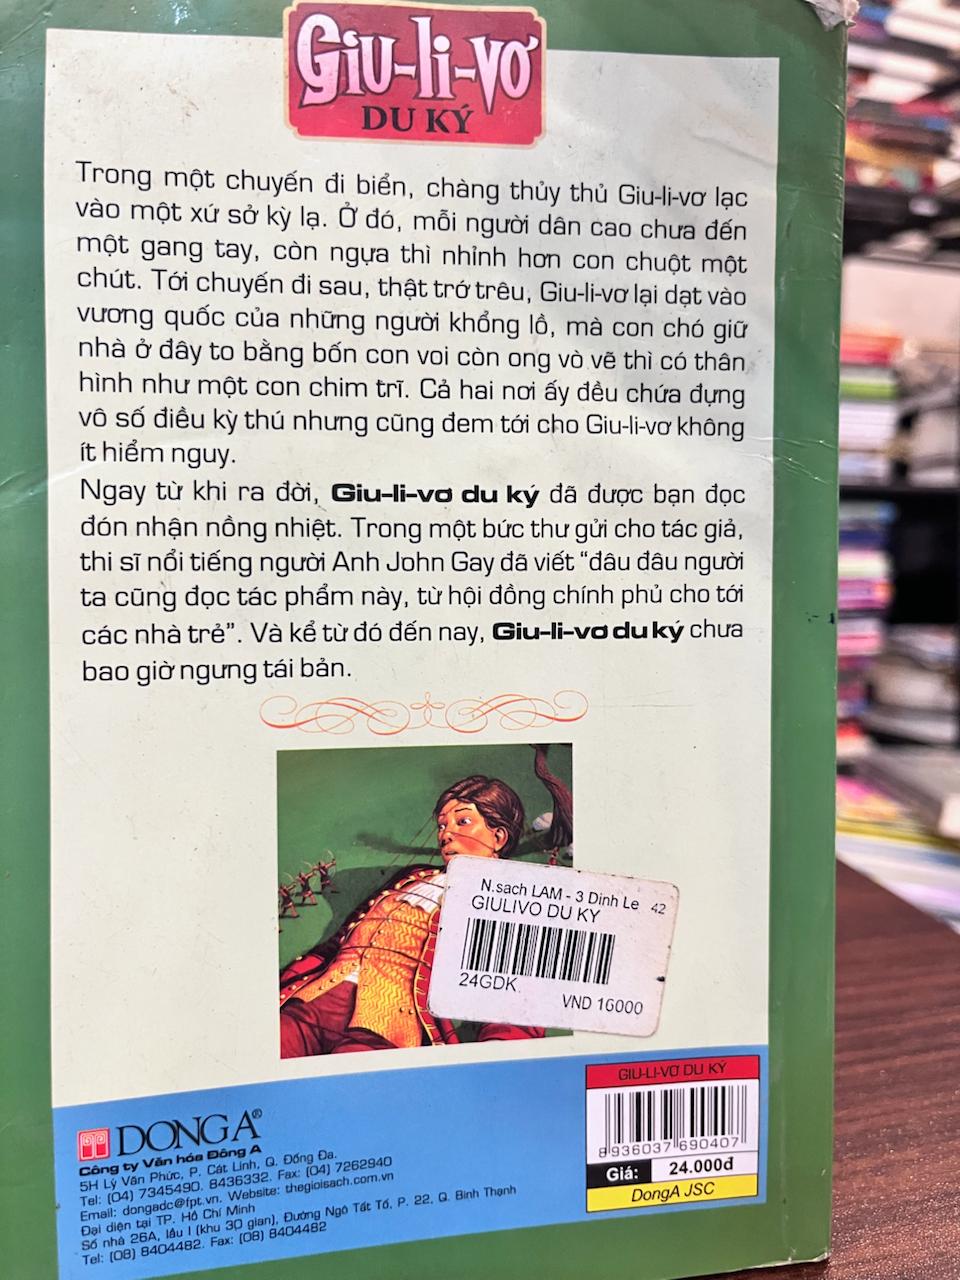 Giu-li-vơ
DU KÝ
Trong một chuyến đi biển, chàng thủy thủ Giu-li-vơ lạc
vào một xứ sở kỳ lạ. Ở đó, mỗi người dân cao chưa đến
một gang tay, còn ngựa thì nhỉnh hơn con chuột một
chút. Tới chuyến đi sau, thật trớ trêu, Giu-li-vơ lại dạt vào
vương quốc của những người khổng lồ, mà con chó giữ
nhà ở đây to bằng bốn con voi còn ong vò vẽ thì có thân
hình như một con chim trĩ. Cả hai nơi ấy đều chứa đựng
vô số điều kỳ thú nhưng cũng đem tới cho Giu-li-vơ không
ít hiểm nguy.
Ngay từ khi ra đời, Giu-li-vơ du ký đã được bạn đọc
đón nhận nồng nhiệt. Trong một bức thư gửi cho tác giả,
thi sĩ nổi tiếng người Anh John Gay đã viết “đâu đâu người
ta cũng đọc tác phẩm này, từ hội đồng chính phủ cho tới
các nhà trẻ”. Và kể từ đó đến nay, Giu-li-vơ du ký chưa
bao giờ ngưng tái bản.
N.sach LAM - 3 Dinh Le 42
GIULIVO DU KY
24GDK
VND 16000
DONGA®
Công ty Văn hóa Đông A
5H Lý Văn Phức, P. Cát Linh, Q. Đống Đa.
Tel: (04) 7345490. 8436332. Fax: (04) 7262940
Email: dongadc@fpt.vn. Website: thegioisach.com.vn
Đại diện tại TP. Hồ Chí Minh
Số nhà 26A, lầu 1 (khu 30 gian), Đường Ngô Tất Tố, P. 22, Q. Bình Thạnh
Tel: (08) 8404482. Fax: (08) 8404482
GIU-LI-VƠ DU KÝ
8936037690407
Giá: 24.000đ
DongA JSC